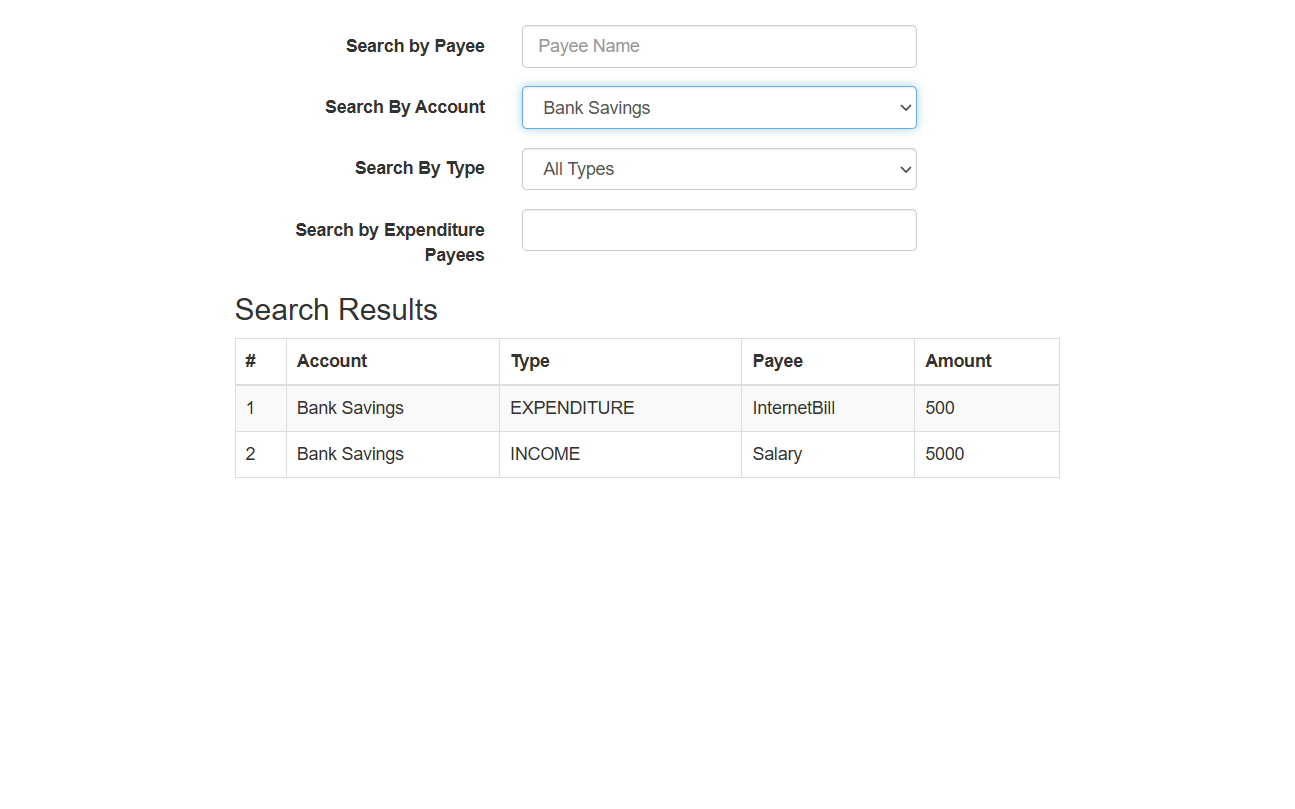 Search by Payee Payee Name
Search By Account Bank Savings
Search By Type All Types
Search by Expenditure
Payees
Search Results
# Account Type Payee Amount
1 Bank Savings EXPENDITURE InternetBill 500
2 Bank Savings INCOME Salary 5000